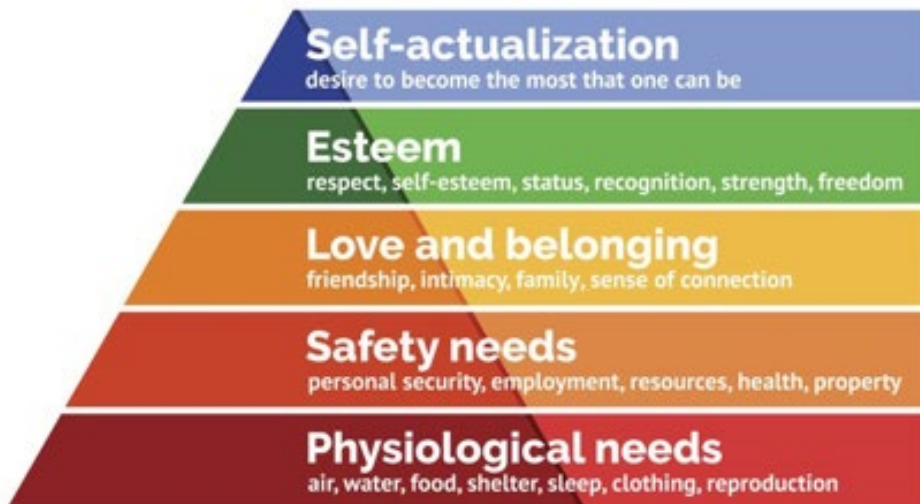 Self-actualization
desire to become the most that one can be
Esteem
respect, self-esteem, status, recognition, strength, freedom
Love and belonging
friendship, intimacy, family, sense of connection
Safety needs
personal security, employment, resources, health, property
Physiological needs
air, water, food, shelter, sleep, clothing, reproduction